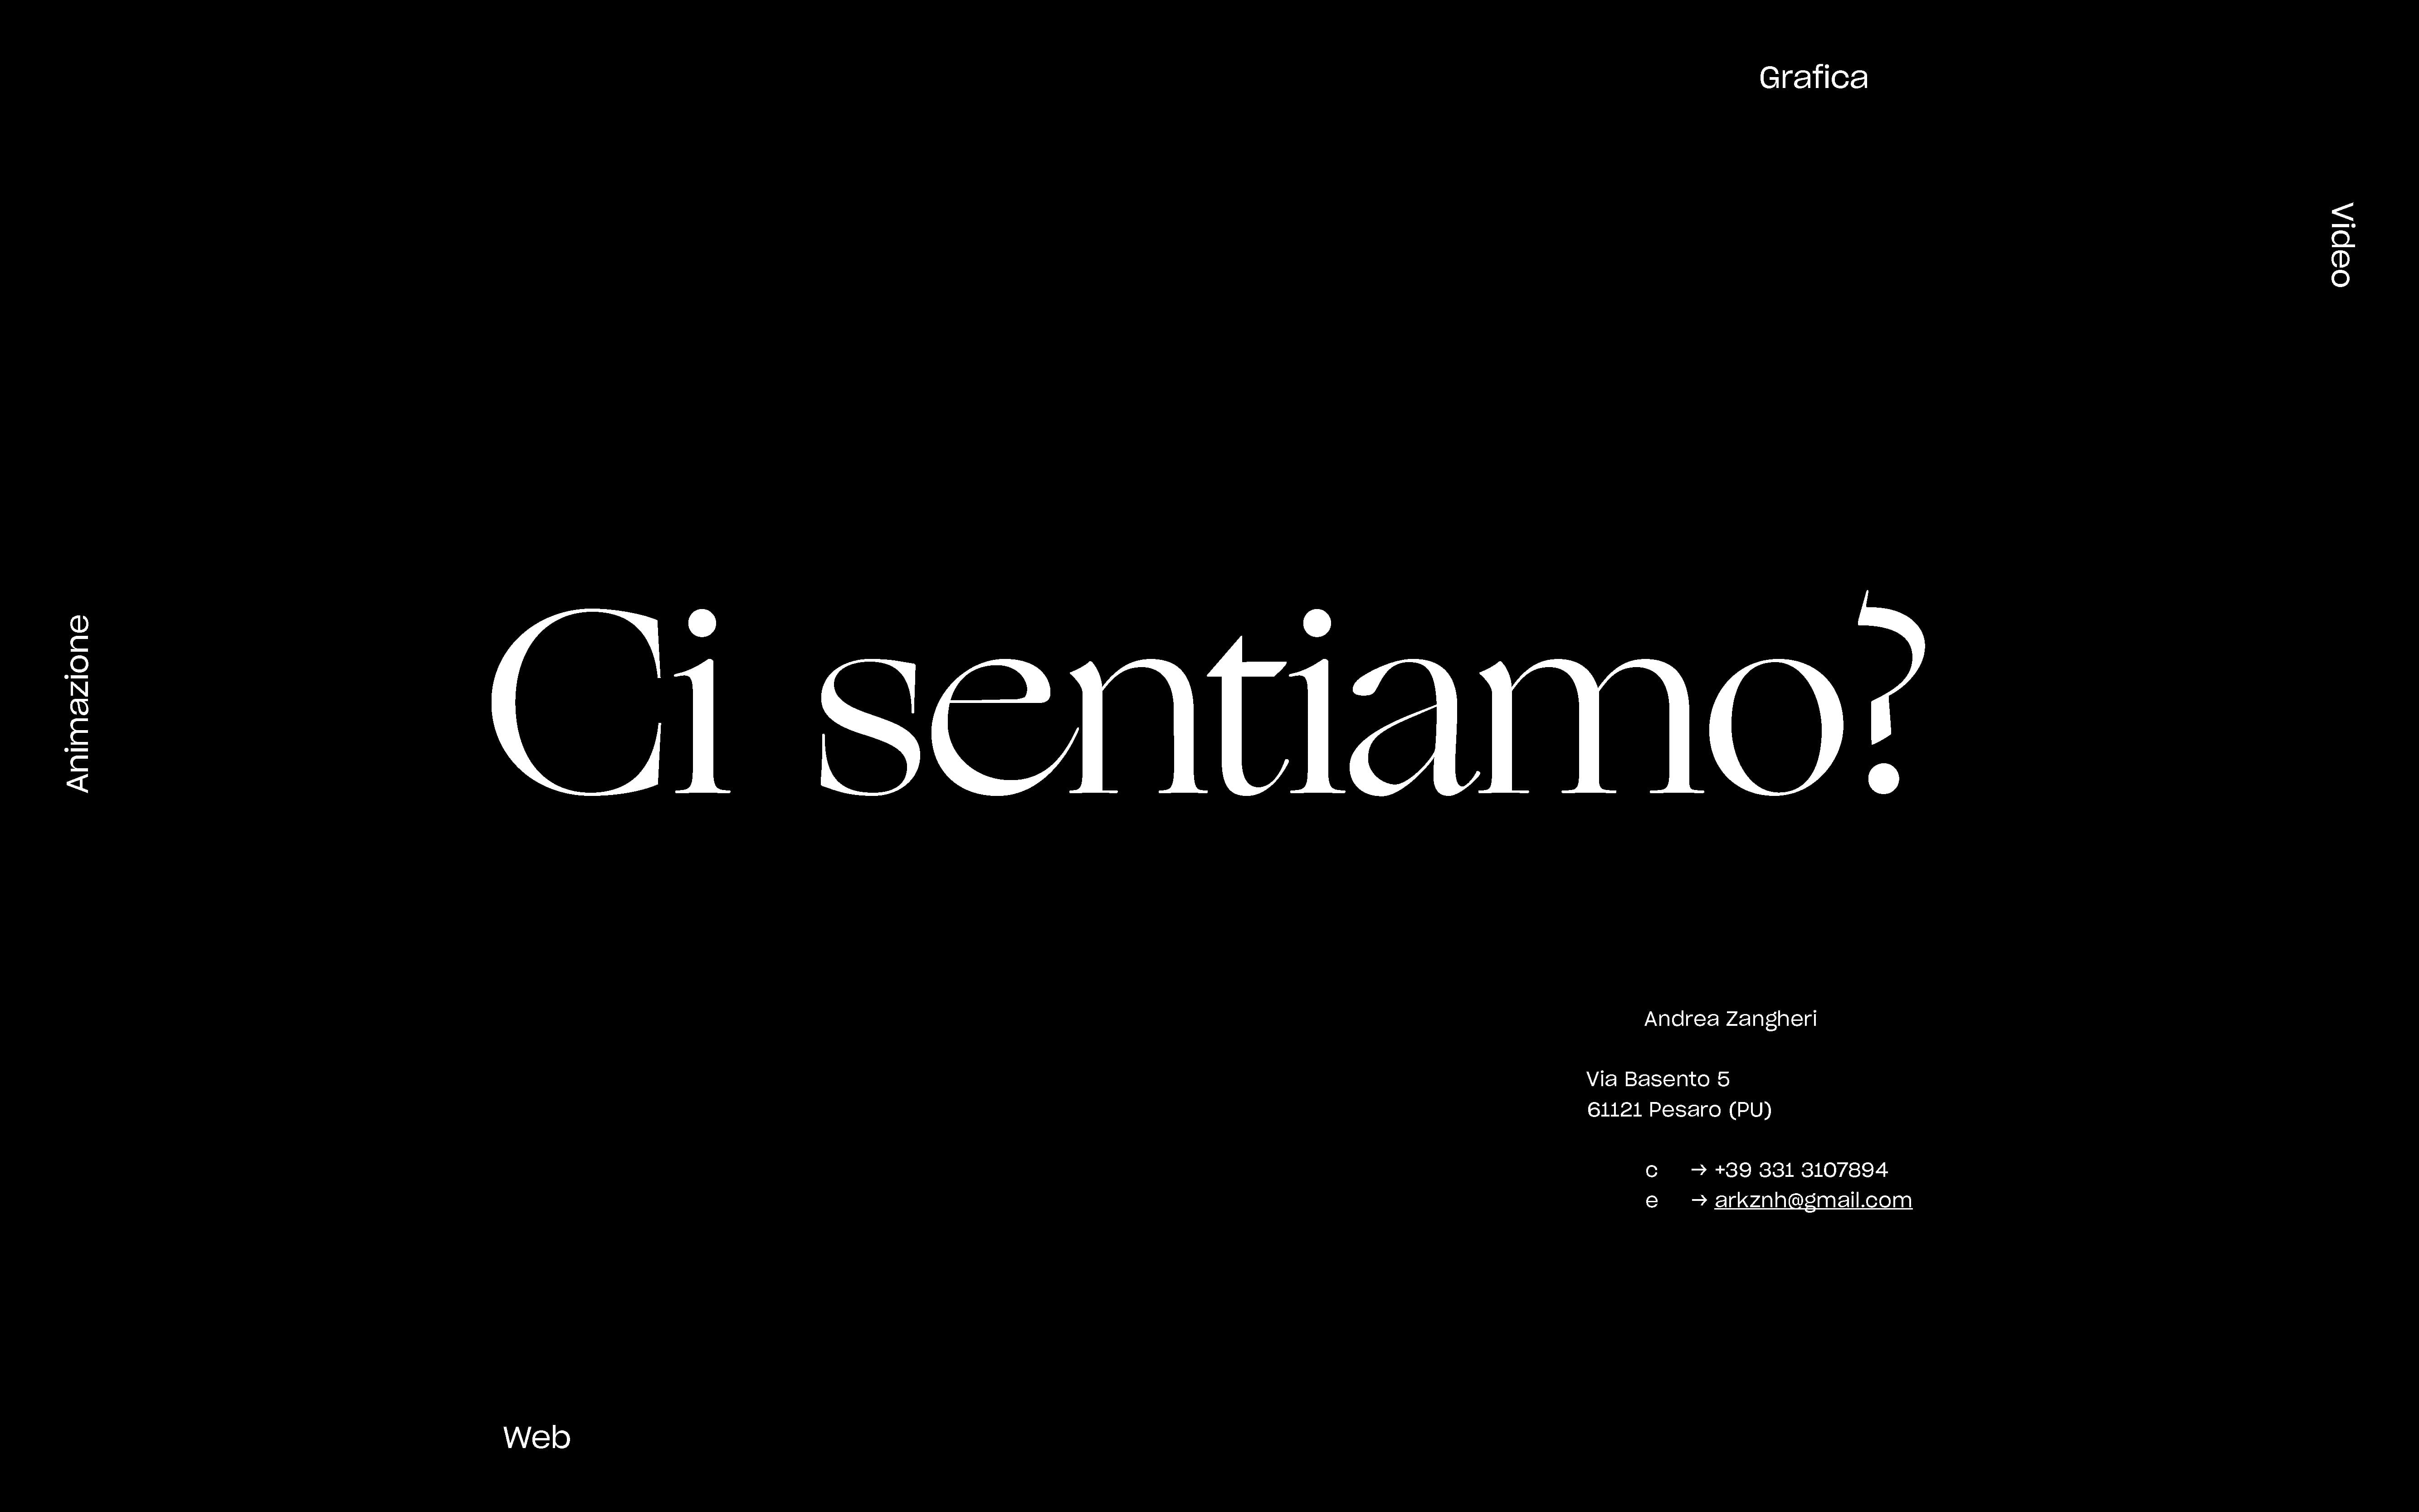 Grafica
Video
Animazione
Ci sentiamo?
Andrea Zangheri
Via Basento 5
61121 Pesaro (PU)
c → +39 331 3107894
e → arkznh@gmail.com
Web